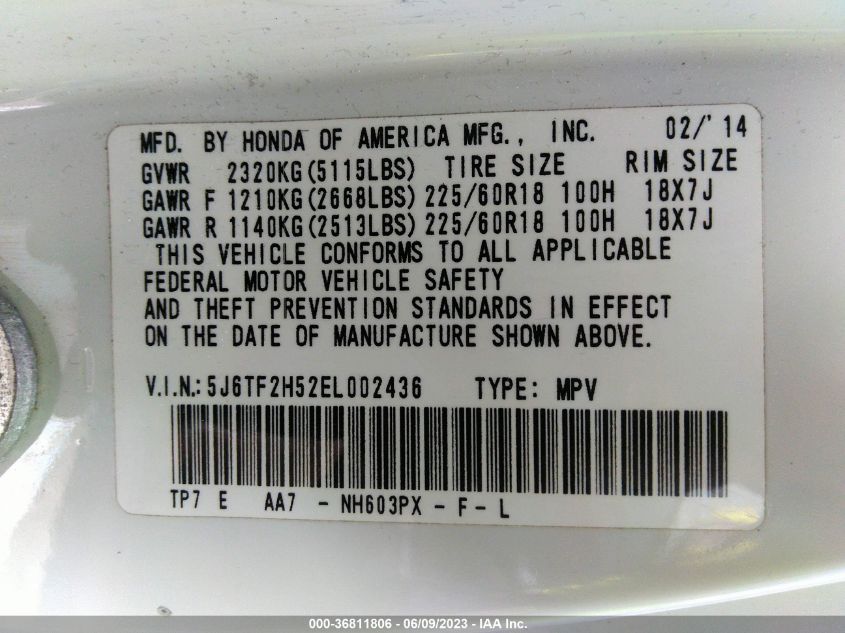 MFD. BY HONDA OF AMERICA MFG., INC. 02/'14
GVWR 2320KG(5115LBS) TIRE SIZE RIM SIZE
GAWR F 1210KG(2668LBS) 225/60R18 100H 18X7J
GAWR R 1140KG(2513LBS) 225/60R18 100H 18X7J
THIS VEHICLE CONFORMS TO ALL APPLICABLE
FEDERAL MOTOR VEHICLE SAFETY
AND THEFT PREVENTION STANDARDS IN EFFECT
ON THE DATE OF MANUFACTURE SHOWN ABOVE.
V.I.N.: 5J6TF2H52EL002436 TYPE: MPV
TP7 E AA7 - NH603PX - F - L
000-36811806 - 06/09/2023 - IAA Inc.